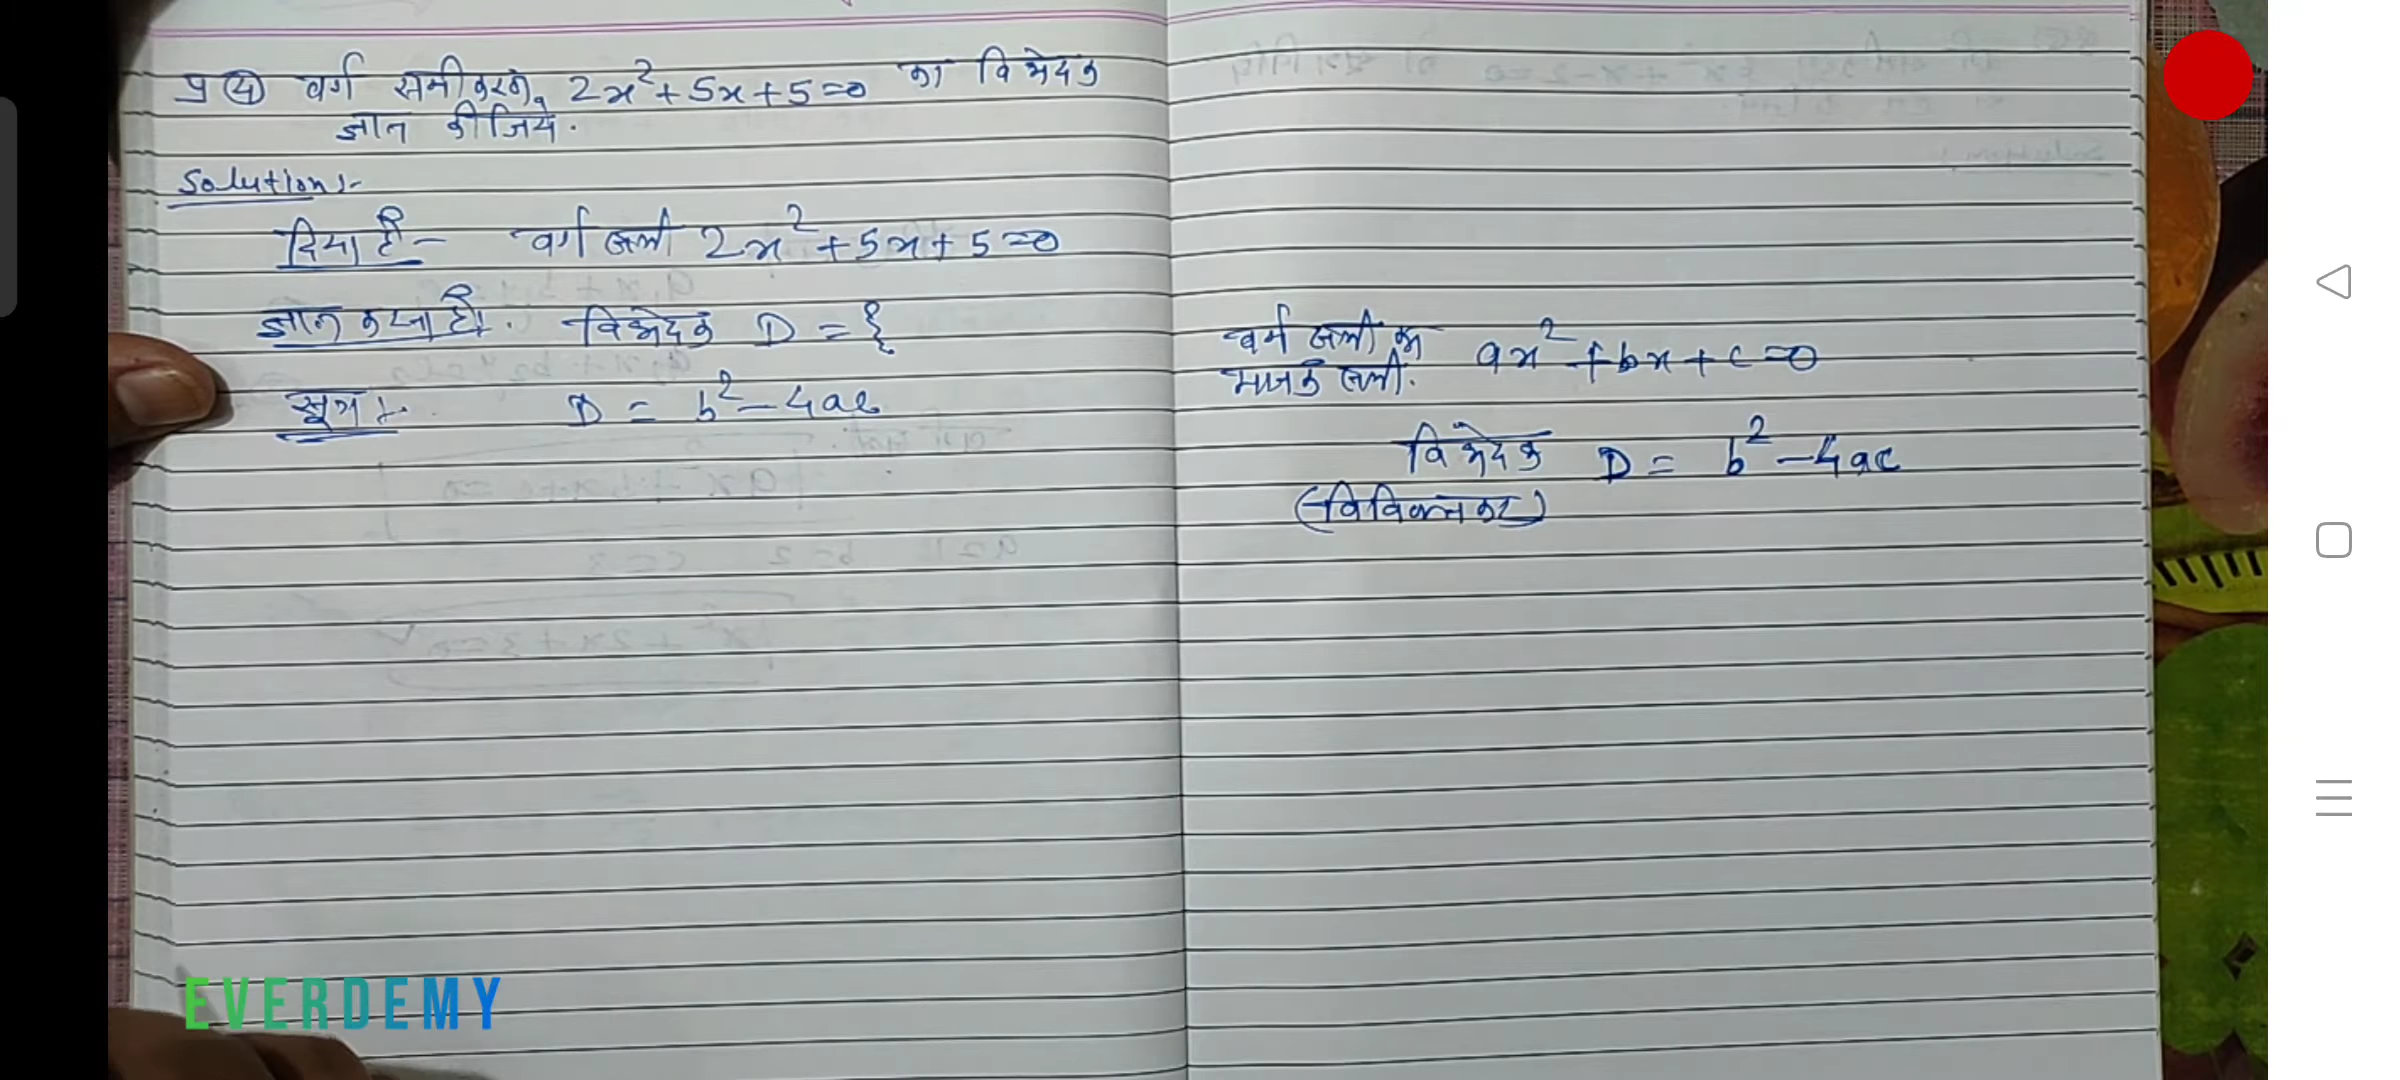 प्र ④ वर्ग समीकरण, 2x²+5x+5=0 का विभेदक
ज्ञात कीजिये.
Solution:-
दिया है- वर्ग समी 2x²+5x+5=0
ज्ञात करना है. विभेदक D = ?
सूत्र :- D = b²-4ac
वर्ग समी का ax²+bx+c=0
मानक समी.
विभेदक D = b²-4ac
(विविक्तकर)
EVERDEMY